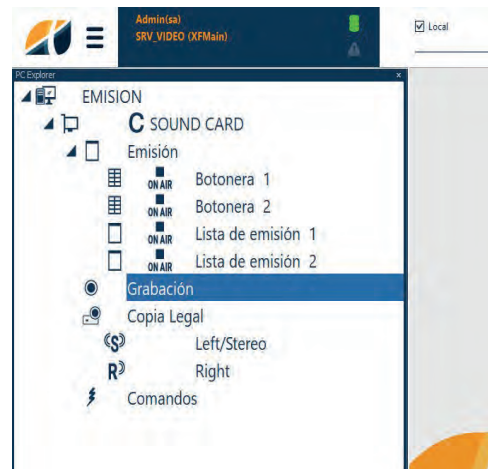 Admin(sa)
SRV_VIDEO (XFMain)
Local
PC Explorer x
EMISION
C SOUND CARD
Emisión
ON AIR Botonera 1
ON AIR Botonera 2
ON AIR Lista de emisión 1
ON AIR Lista de emisión 2
Grabación
Copia Legal
(S) Left/Stereo
R) Right
Comandos